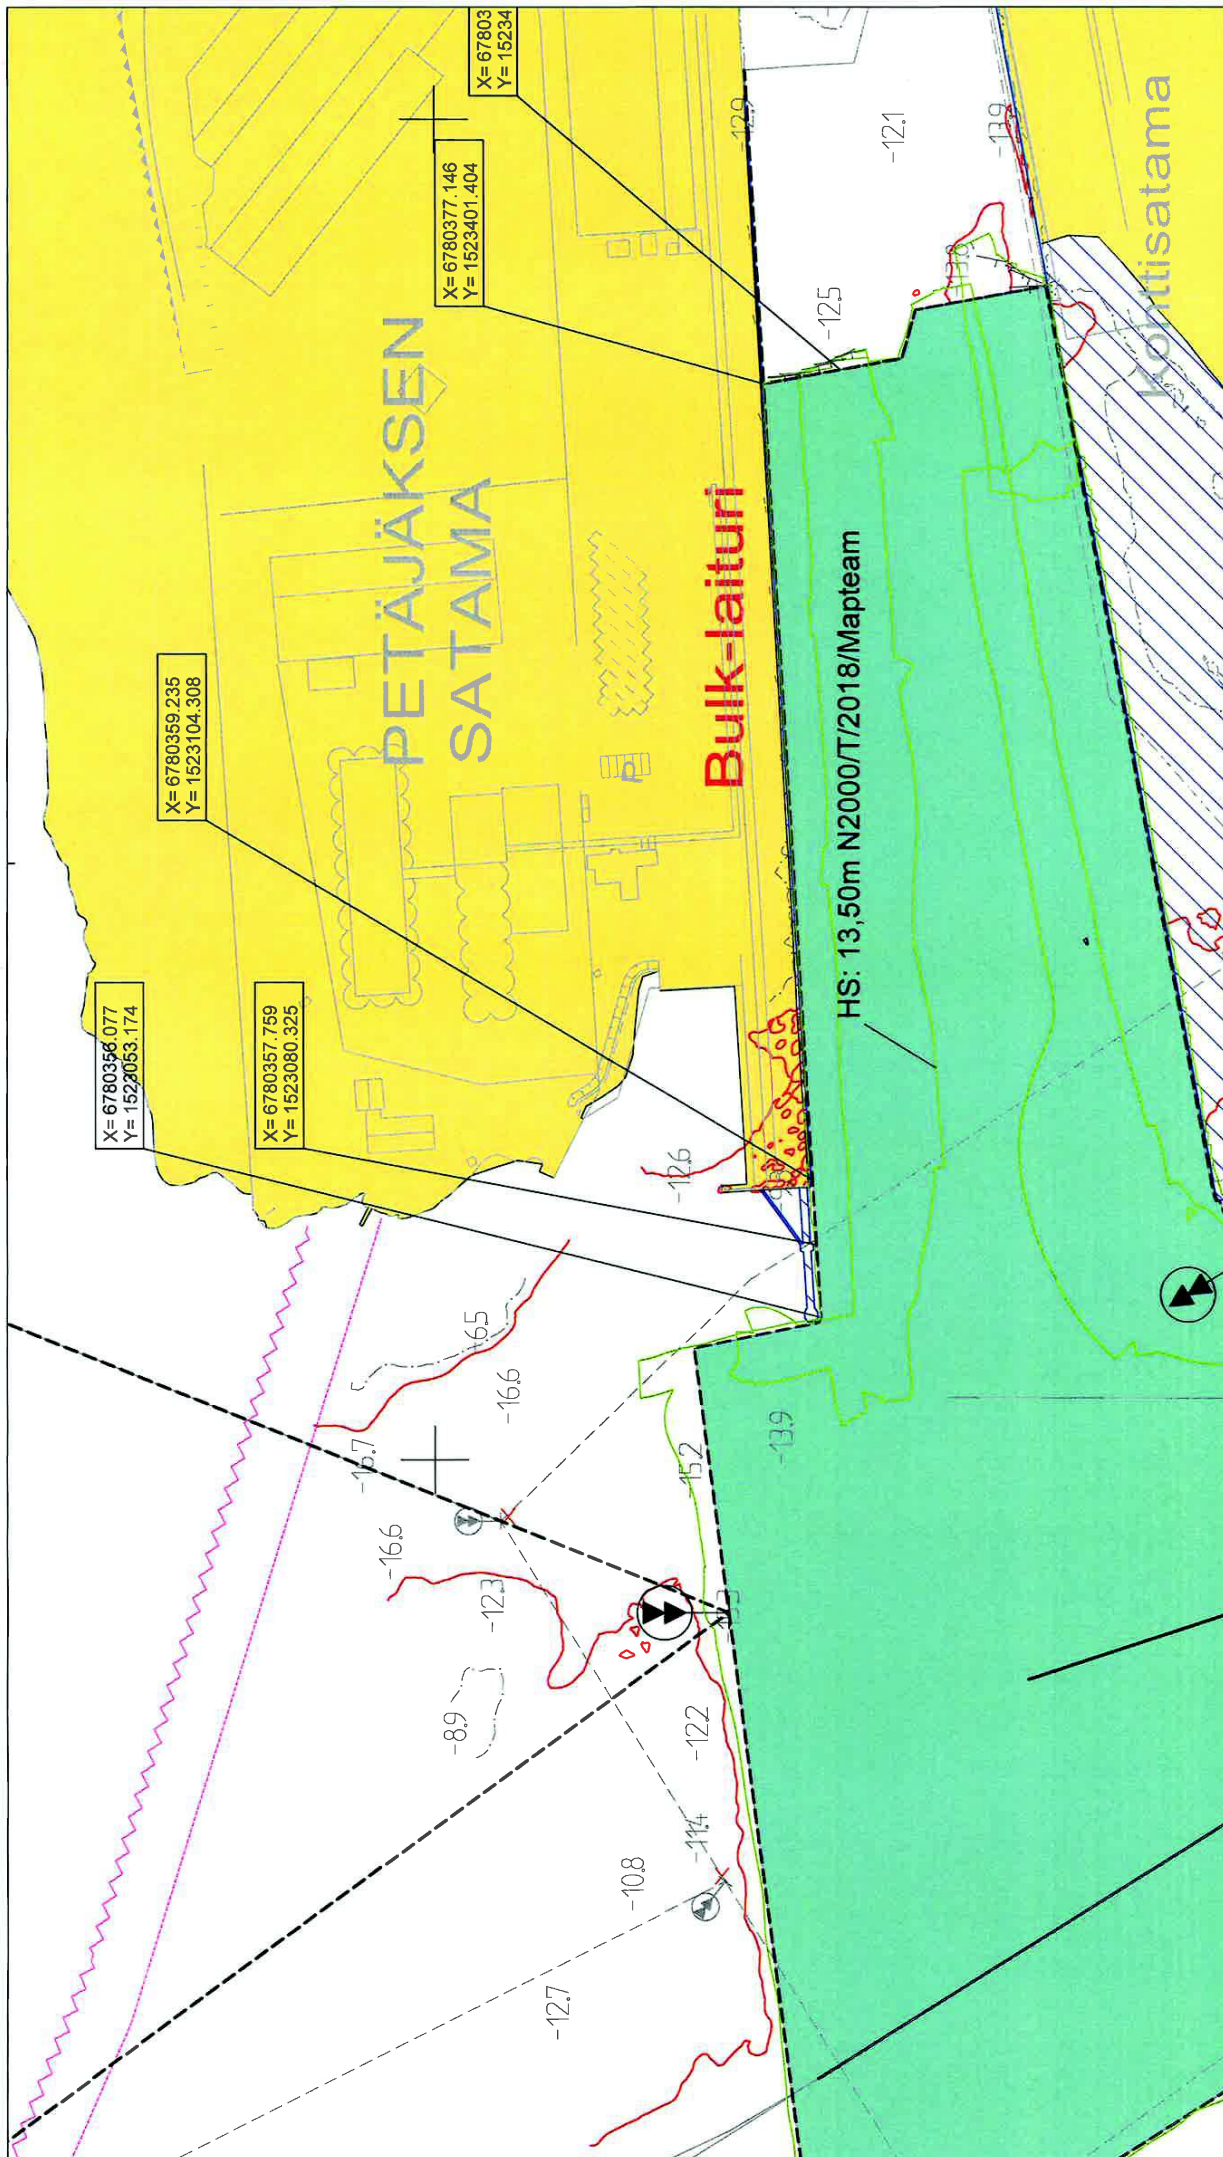 X= 6780356.077
Y= 1523053.174
X= 6780357.759
Y= 1523080.325
X= 6780359.235
Y= 1523104.308
X= 6780377.146
Y= 1523401.404
X= 67803
Y= 15234
PETÄJÄKSEN
SATAMA
P
Bulk-laituri
HS: 13,50m N2000/T/2018/Mapteam
-12.9
-12.1
-13.9
-12.5
-13.9
-12.6
-16.5
-16.6
-16.7
-16.6
-15.2
-13.9
-12.3
-8.9
-12.2
-11.4
-10.8
-12.7